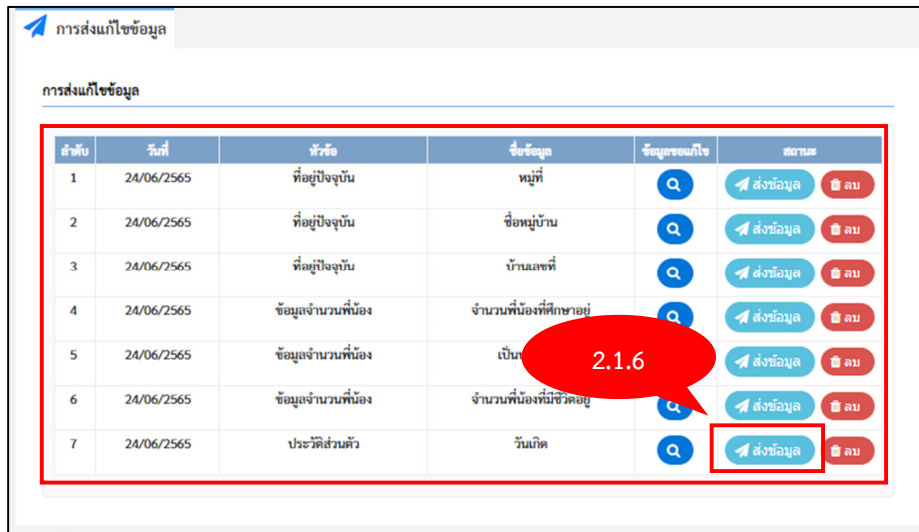 การส่งแก้ไขข้อมูล
การส่งแก้ไขข้อมูล
ลำดับ วันที่ หัวข้อ ชื่อข้อมูล ข้อมูลขอแก้ไข สถานะ
1 24/06/2565 ที่อยู่ปัจจุบัน หมู่ที่ ส่งข้อมูล ลบ
2 24/06/2565 ที่อยู่ปัจจุบัน ชื่อหมู่บ้าน ส่งข้อมูล ลบ
3 24/06/2565 ที่อยู่ปัจจุบัน บ้านเลขที่ ส่งข้อมูล ลบ
4 24/06/2565 ข้อมูลจำนวนพี่น้อง จำนวนพี่น้องที่ศึกษาอยู่ ส่งข้อมูล ลบ
5 24/06/2565 ข้อมูลจำนวนพี่น้อง ส่งข้อมูล ลบ
2.1.6
6 24/06/2565 ข้อมูลจำนวนพี่น้อง จำนวนพี่น้องที่มีชีวิตอยู่ ส่งข้อมูล ลบ
7 24/06/2565 ประวัติส่วนตัว วันเกิด ส่งข้อมูล ลบ